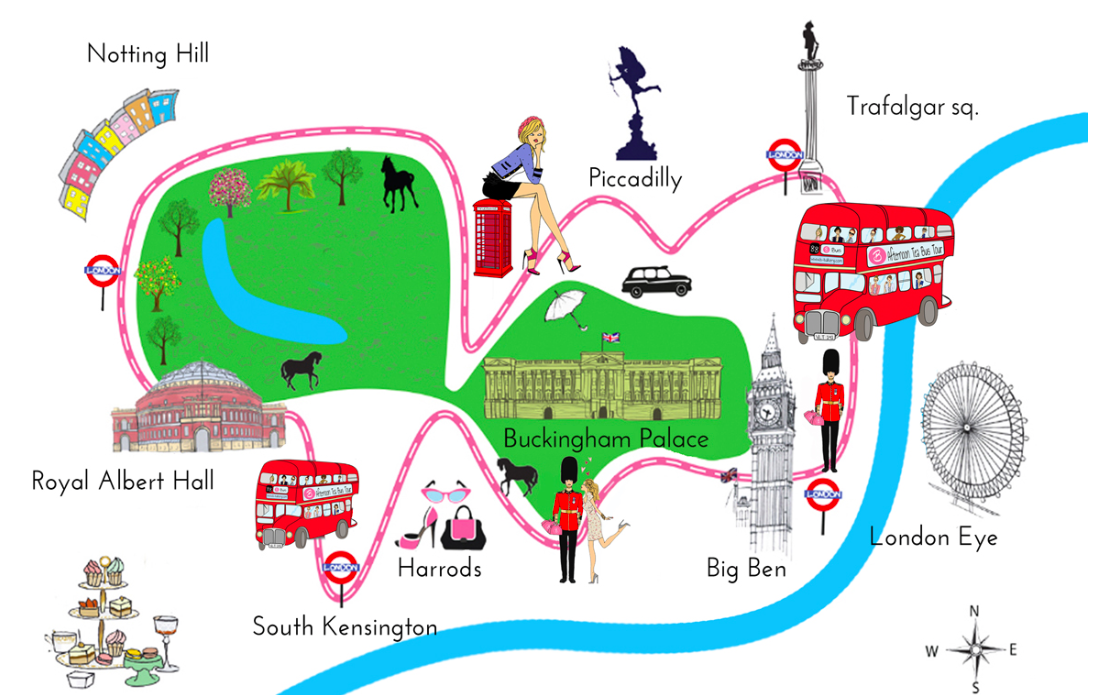 Notting Hill
Piccadilly
Trafalgar sq.
LONDON
LONDON
B Afternoon Tea Bus Tour
Buckingham Palace
Royal Albert Hall
B Afternoon Tea Bus Tour
LONDON
LONDON
Harrods
Big Ben
London Eye
South Kensington
N
W
E
S